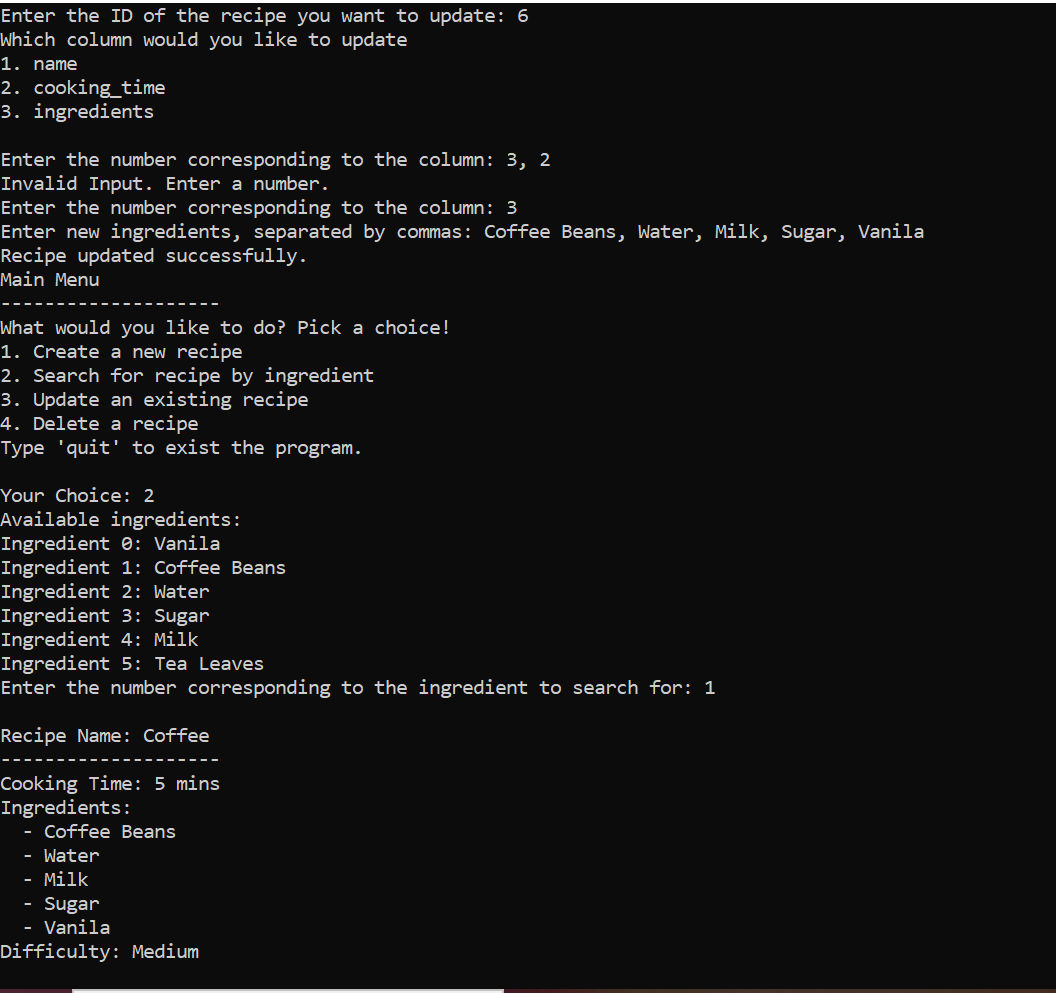 Enter the ID of the recipe you want to update: 6
Which column would you like to update
1. name
2. cooking_time
3. ingredients
Enter the number corresponding to the column: 3, 2
Invalid Input. Enter a number.
Enter the number corresponding to the column: 3
Enter new ingredients, separated by commas: Coffee Beans, Water, Milk, Sugar, Vanila
Recipe updated successfully.
Main Menu
--------------------
What would you like to do? Pick a choice!
1. Create a new recipe
2. Search for recipe by ingredient
3. Update an existing recipe
4. Delete a recipe
Type 'quit' to exist the program.
Your Choice: 2
Available ingredients:
Ingredient 0: Vanila
Ingredient 1: Coffee Beans
Ingredient 2: Water
Ingredient 3: Sugar
Ingredient 4: Milk
Ingredient 5: Tea Leaves
Enter the number corresponding to the ingredient to search for: 1
Recipe Name: Coffee
--------------------
Cooking Time: 5 mins
Ingredients:
- Coffee Beans
- Water
- Milk
- Sugar
- Vanila
Difficulty: Medium